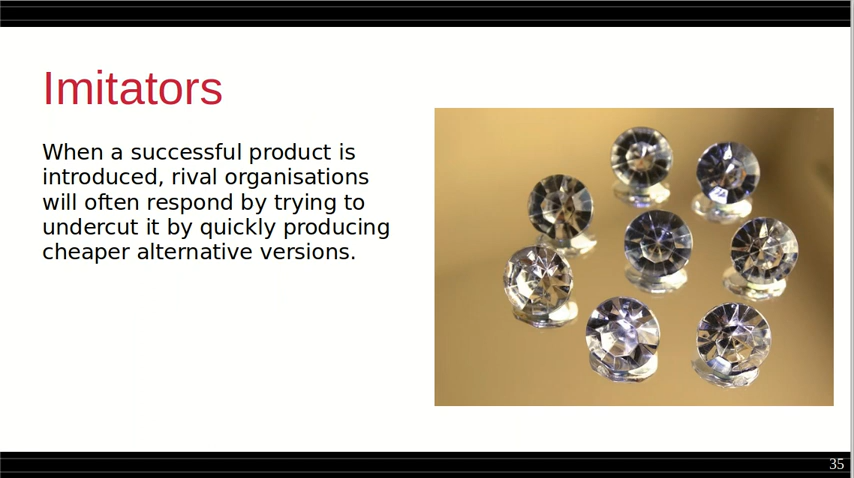 Imitators
When a successful product is
introduced, rival organisations
will often respond by trying to
undercut it by quickly producing
cheaper alternative versions.
35